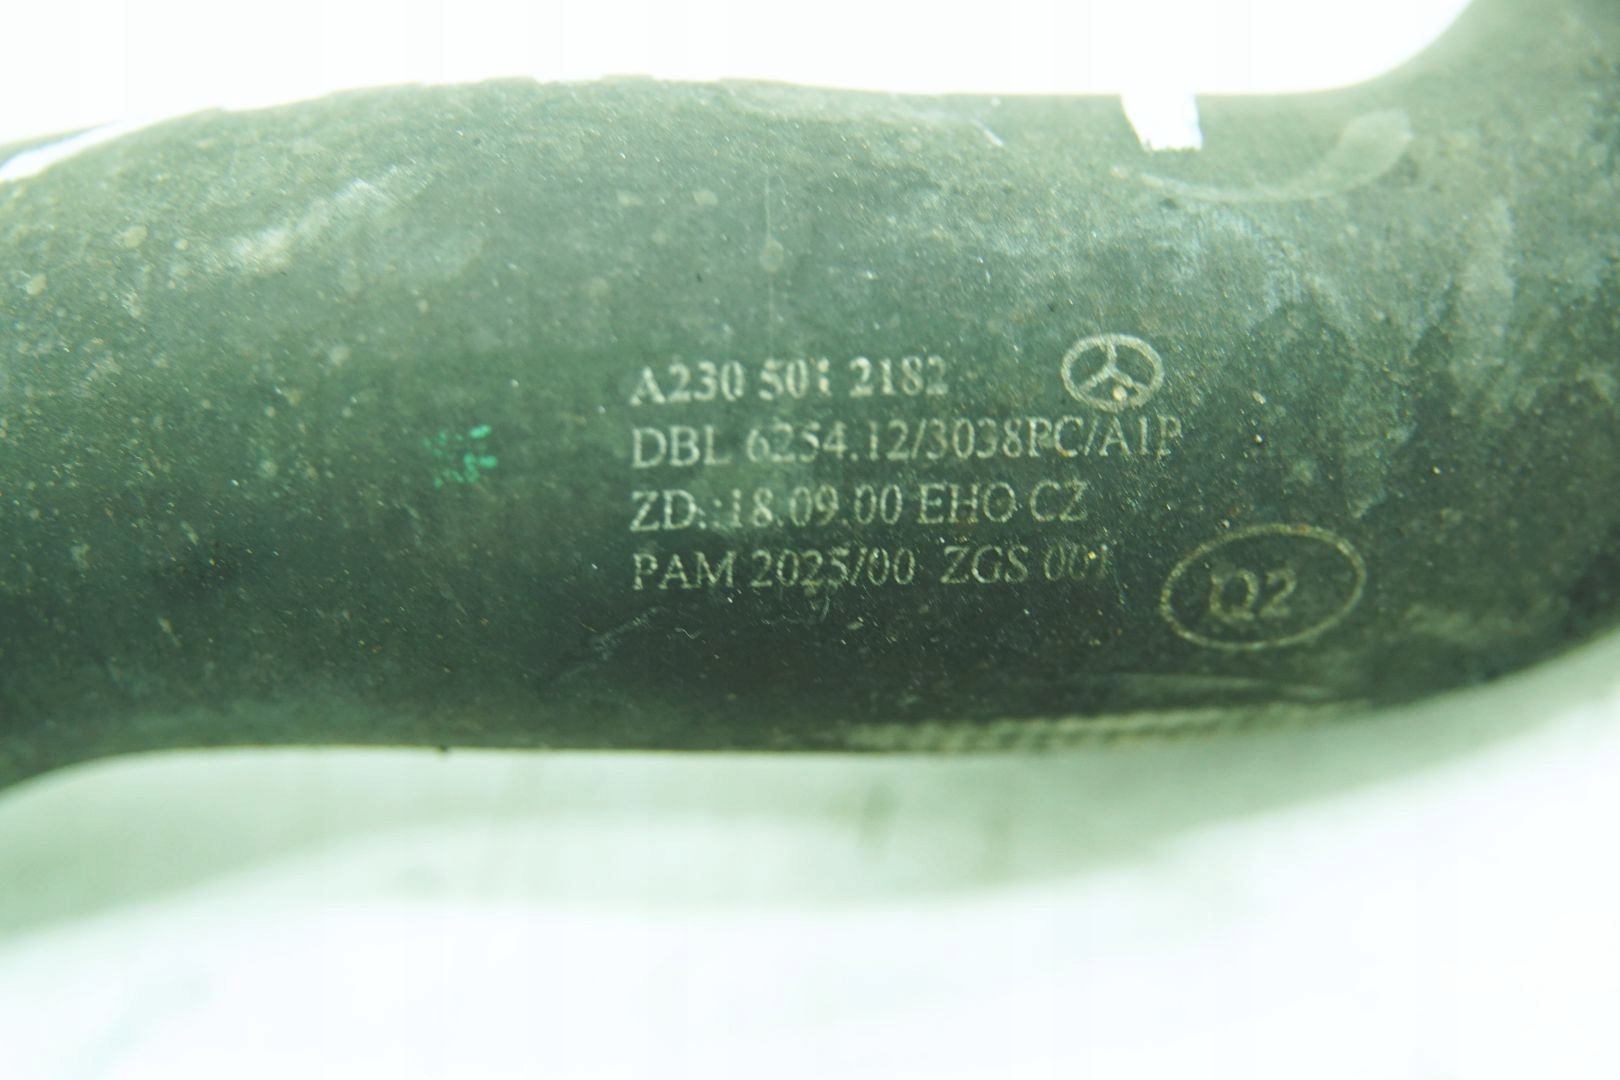 A230 501 2182
DBL 6254.12/3038PC/A1P
ZD.:18.09.00 EHO CZ
PAM 2025/00 ZGS 001
Q2